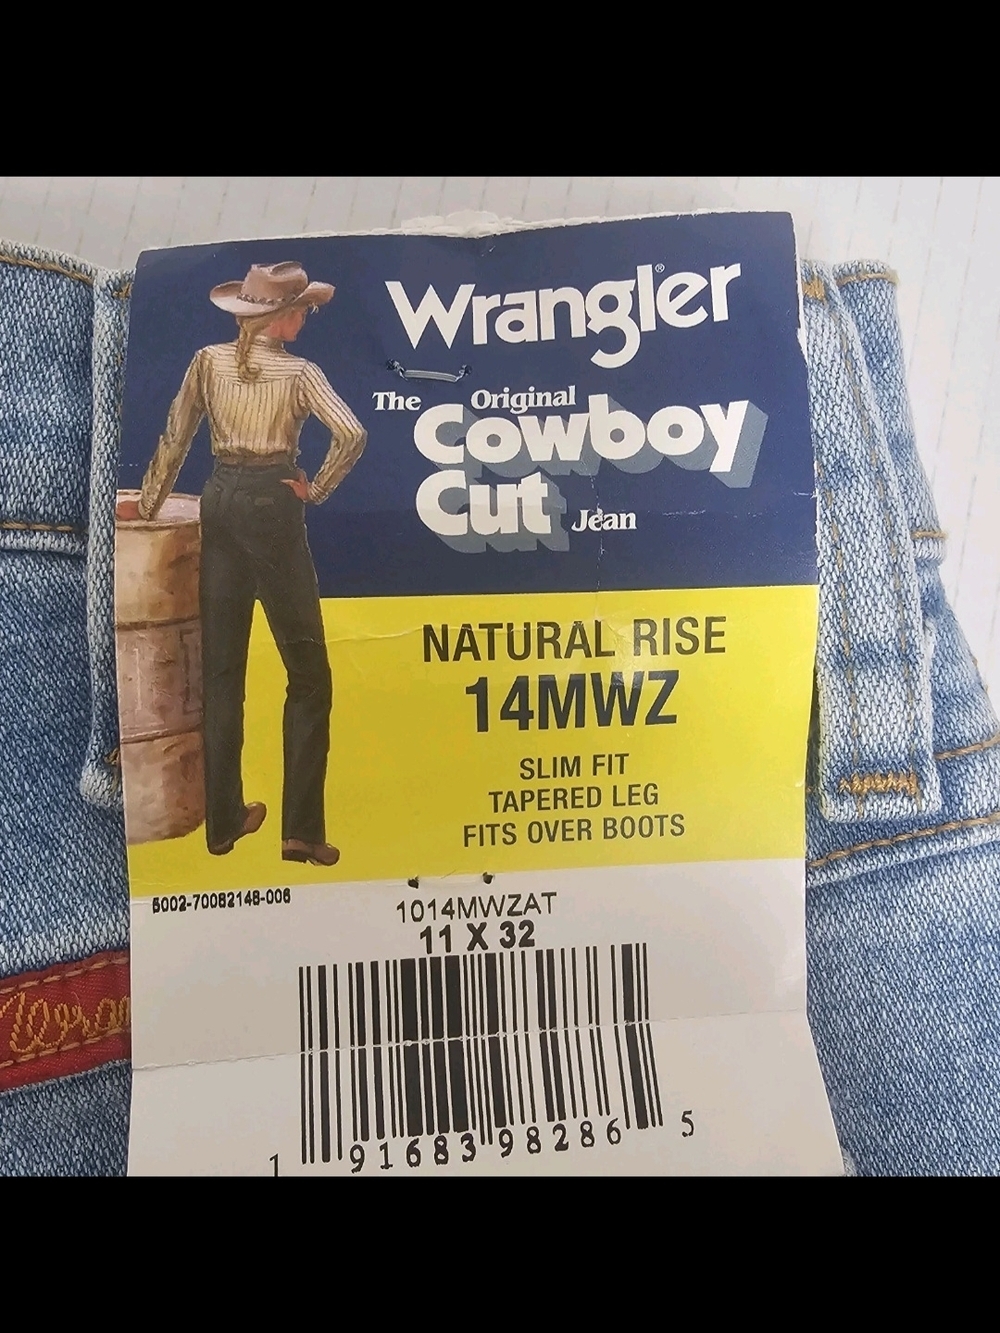 Wrangler®
The Original
Cowboy
Cut Jean
NATURAL RISE
14MWZ
SLIM FIT
TAPERED LEG
FITS OVER BOOTS
5002-70082148-006
1014MWZAT
11 X 32
1 91683 98286 5